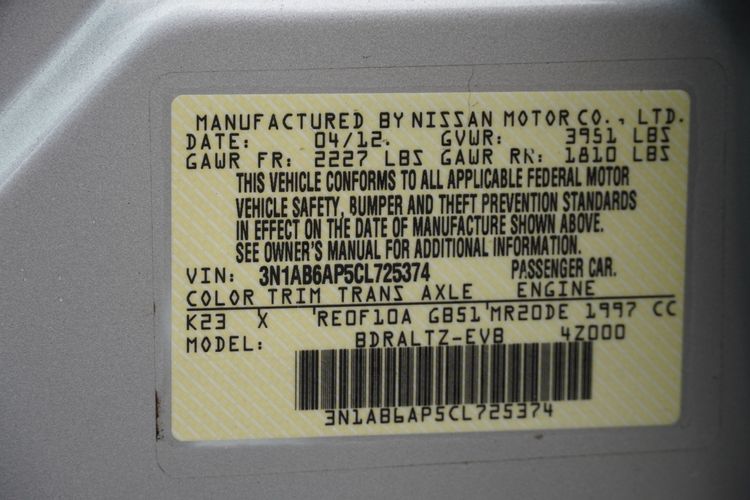 MANUFACTURED BY NISSAN MOTOR CO., LTD.
DATE: 04/12. GVWR: 3951 LBS
GAWR FR: 2227 LBS GAWR RR: 1810 LBS
THIS VEHICLE CONFORMS TO ALL APPLICABLE FEDERAL MOTOR
VEHICLE SAFETY, BUMPER AND THEFT PREVENTION STANDARDS
IN EFFECT ON THE DATE OF MANUFACTURE SHOWN ABOVE.
SEE OWNER'S MANUAL FOR ADDITIONAL INFORMATION.
VIN: 3N1AB6AP5CL725374 PASSENGER CAR.
COLOR TRIM TRANS AXLE ENGINE
K23 X 'RE0F10A GB51'MR20DE 1997 CC
MODEL: BDRALTZ-EVB 4Z000
3N1AB6AP5CL725374